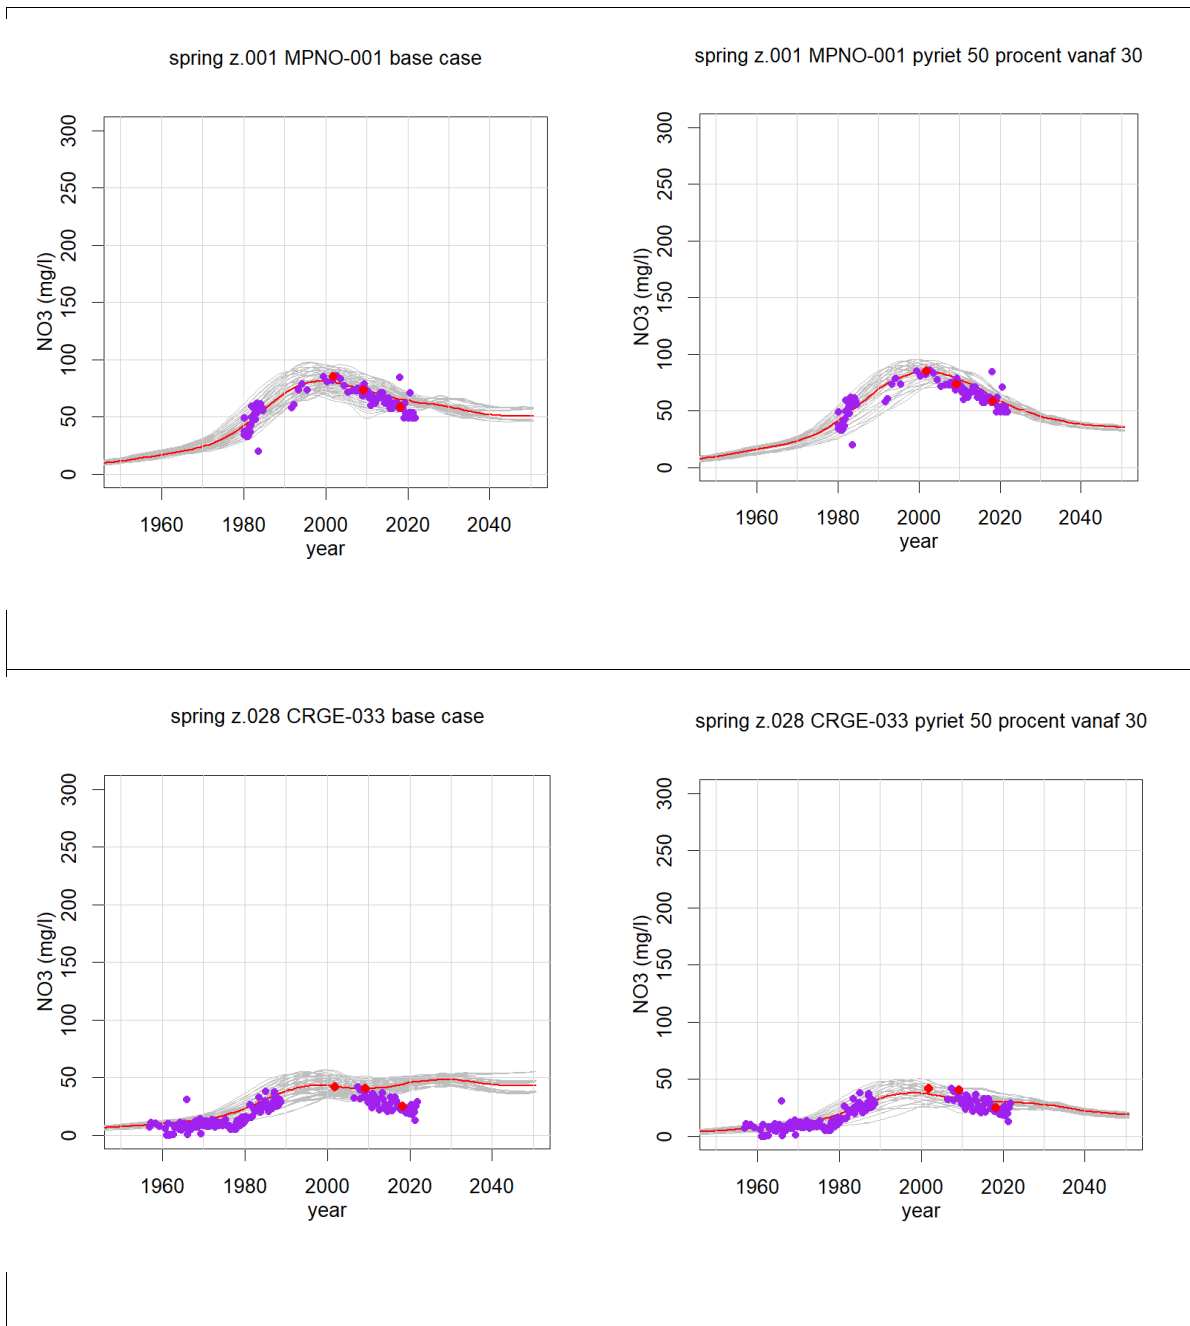 spring z.001 MPNO-001 base case
300
250
200
150
100
50
0
NO3 (mg/l)
1960 1980 2000 2020 2040
year
spring z.001 MPNO-001 pyriet 50 procent vanaf 30
300
250
200
150
100
50
0
NO3 (mg/l)
1960 1980 2000 2020 2040
year
spring z.028 CRGE-033 base case
300
250
200
150
100
50
0
NO3 (mg/l)
1960 1980 2000 2020 2040
year
spring z.028 CRGE-033 pyriet 50 procent vanaf 30
300
250
200
150
100
50
0
NO3 (mg/l)
1960 1980 2000 2020 2040
year